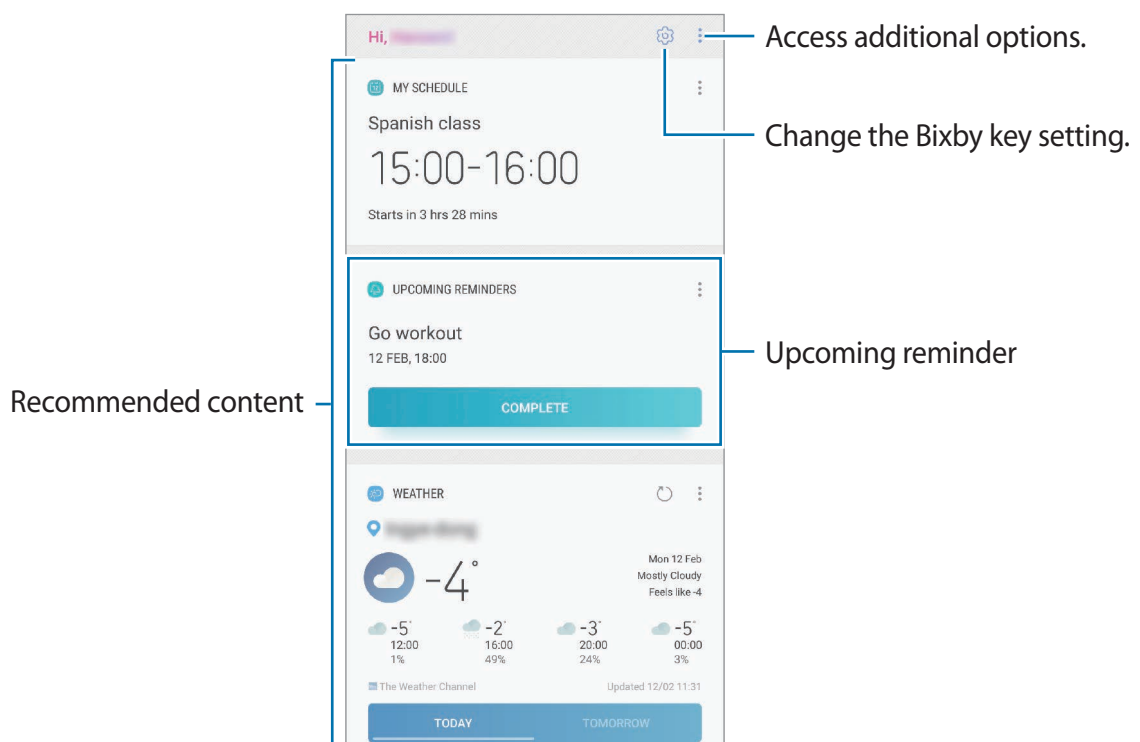 Hi,
Access additional options.
MY SCHEDULE
Change the Bixby key setting.
Spanish class
15:00-16:00
Starts in 3 hrs 28 mins
UPCOMING REMINDERS
Go workout
12 FEB, 18:00
Upcoming reminder
Recommended content
COMPLETE
WEATHER
-4°
Mon 12 Feb
Mostly Cloudy
Feels like -4
-5° -2° -3° -5°
12:00 16:00 20:00 00:00
1% 49% 24% 3%
The Weather Channel
Updated 12/02 11:31
TODAY TOMORROW